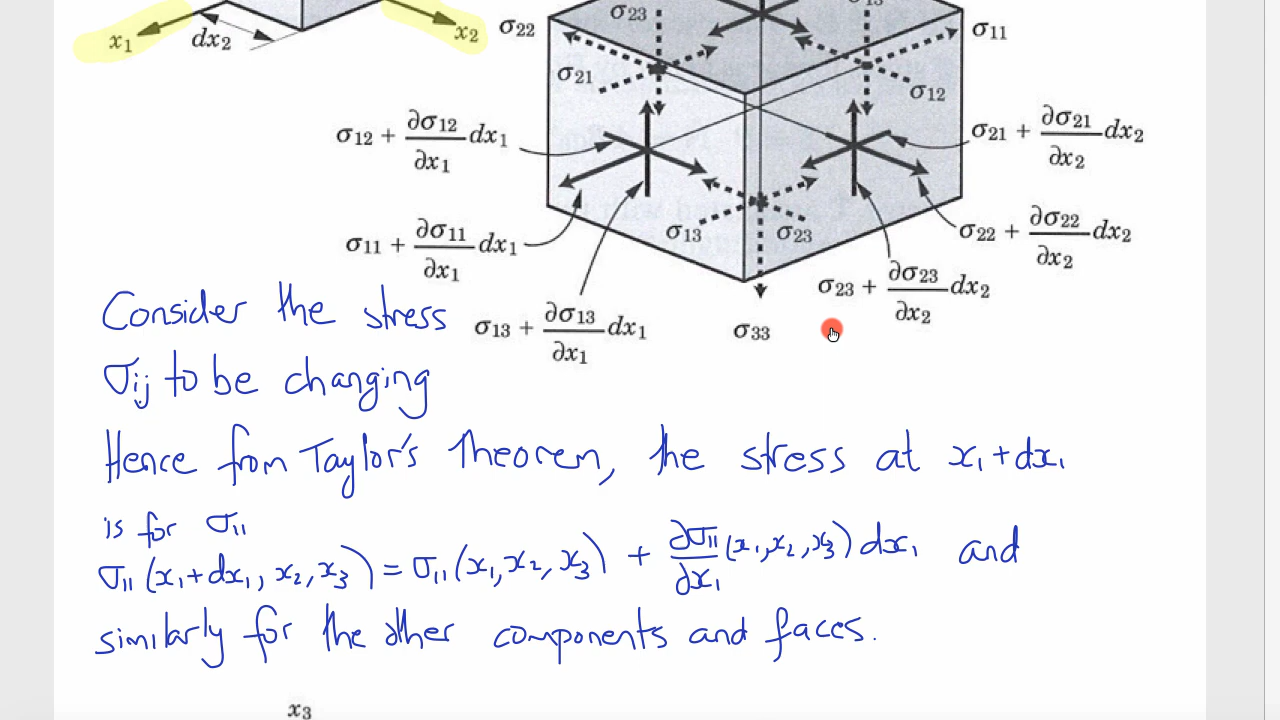 x₁
dx₂
x₂
σ₂₂
σ₂₃
σ₁₃
σ₁₁
σ₂₁
σ₁₂
σ₁₂ + ∂σ₁₂/∂x₁ dx₁
σ₂₁ + ∂σ₂₁/∂x₂ dx₂
σ₁₁ + ∂σ₁₁/∂x₁ dx₁
σ₁₃
σ₂₃
σ₂₂ + ∂σ₂₂/∂x₂ dx₂
σ₂₃ + ∂σ₂₃/∂x₂ dx₂
σ₁₃ + ∂σ₁₃/∂x₁ dx₁
σ₃₃
Consider the stress
σij to be changing
Hence from Taylor's Theorem, the stress at x₁+dx₁
is for σ₁₁
σ₁₁(x₁+dx₁, x₂, x₃) = σ₁₁(x₁, x₂, x₃) + ∂σ₁₁/∂x₁ (x₁, x₂, x₃) dx₁ and
similarly for the other components and faces.
x₃